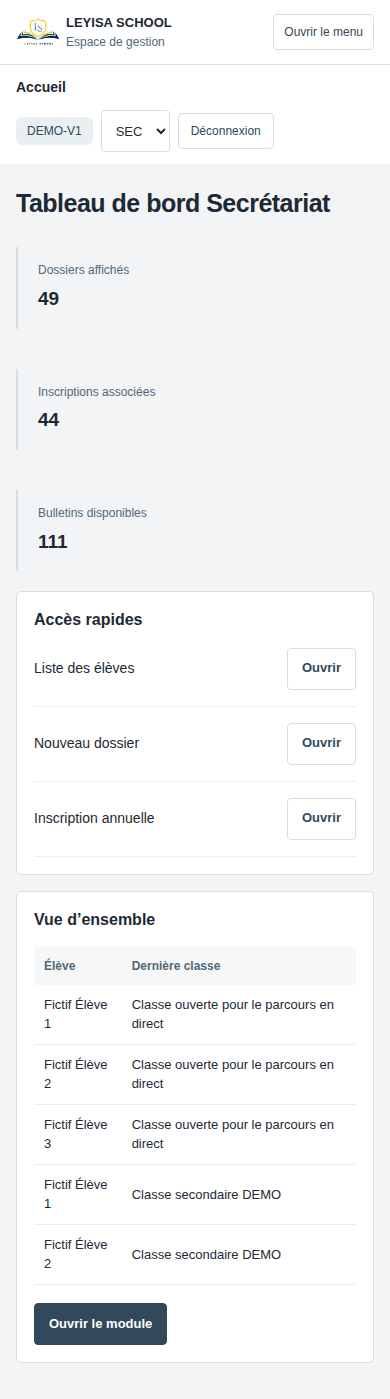 LEYISA SCHOOL
Espace de gestion
Ouvrir le menu
Accueil
DEMO-V1
SEC
Déconnexion
Tableau de bord Secrétariat
Dossiers affichés
49
Inscriptions associées
44
Bulletins disponibles
111
Accès rapides
Liste des élèves
Ouvrir
Nouveau dossier
Ouvrir
Inscription annuelle
Ouvrir
Vue d’ensemble
Élève
Dernière classe
Fictif Élève
1
Classe ouverte pour le parcours en
direct
Fictif Élève
2
Classe ouverte pour le parcours en
direct
Fictif Élève
3
Classe ouverte pour le parcours en
direct
Fictif Élève
1
Classe secondaire DEMO
Fictif Élève
2
Classe secondaire DEMO
Ouvrir le module